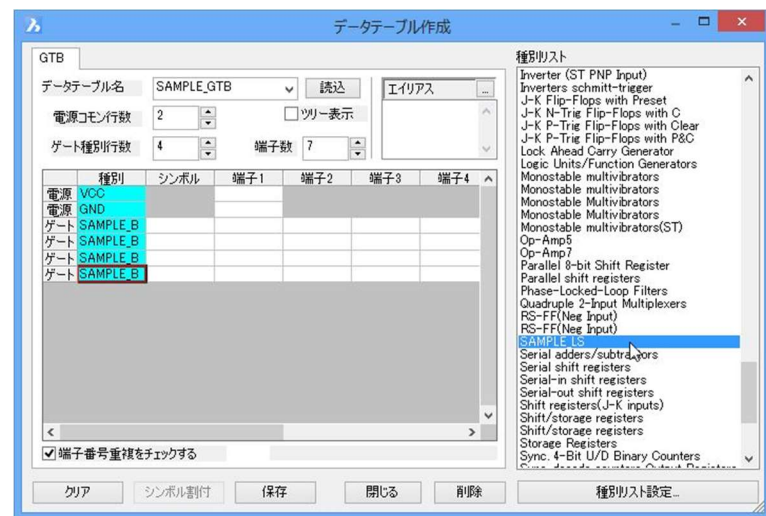 データテーブル作成
GTB
データテーブル名 SAMPLE_GTB 読込 エイリアス ...
電源コモン行数 2 ツリー表示
ゲート種別行数 4 端子数 7
種別 シンボル 端子1 端子2 端子3 端子4
電源 VCC
電源 GND
ゲート SAMPLE_B
ゲート SAMPLE_B
ゲート SAMPLE_B
ゲート SAMPLE_B
端子番号重複をチェックする
クリア シンボル割付 保存 閉じる 削除
種別リスト
Inverter (ST PNP Input)
Inverters schmitt-trigger
J-K Flip-Flops with Preset
J-K N-Trig Flip-Flops with C
J-K P-Trig Flip-Flops with Clear
J-K P-Trig Flip-Flops with P&C
Lock Ahead Carry Generator
Logic Units/Function Generators
Monostable multivibrators
Monostable multivibrators
Monostable Multivibrators
Monostable Multivibrators
Monostable multivibrators(ST)
Op-Amp5
Op-Amp7
Parallel 8-bit Shift Register
Parallel shift registers
Phase-Locked-Loop Filters
Quadruple 2-Input Multiplexers
RS-FF(Neg Input)
RS-FF(Neg Input)
SAMPLE_LS
Serial adders/subtractors
Serial shift registers
Serial-in shift registers
Serial-out shift registers
Shift registers(J-K inputs)
Shift/storage registers
Shift/storage registers
Storage Registers
Sync. 4-Bit U/D Binary Counters
種別リスト設定...